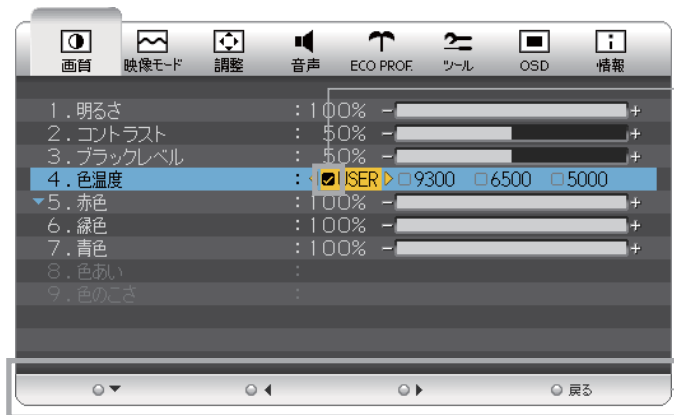 画質 映像モード 調整 音声 ECO PROF. ツール OSD 情報
1.明るさ :100% - +
2.コントラスト : 50% - +
3.ブラックレベル : 50% - +
4.色温度 : USER 9300 6500 5000
5.赤色 :100% - +
6.緑色 :100% - +
7.青色 :100% - +
8.色あい :
9.色のこさ :
戻る